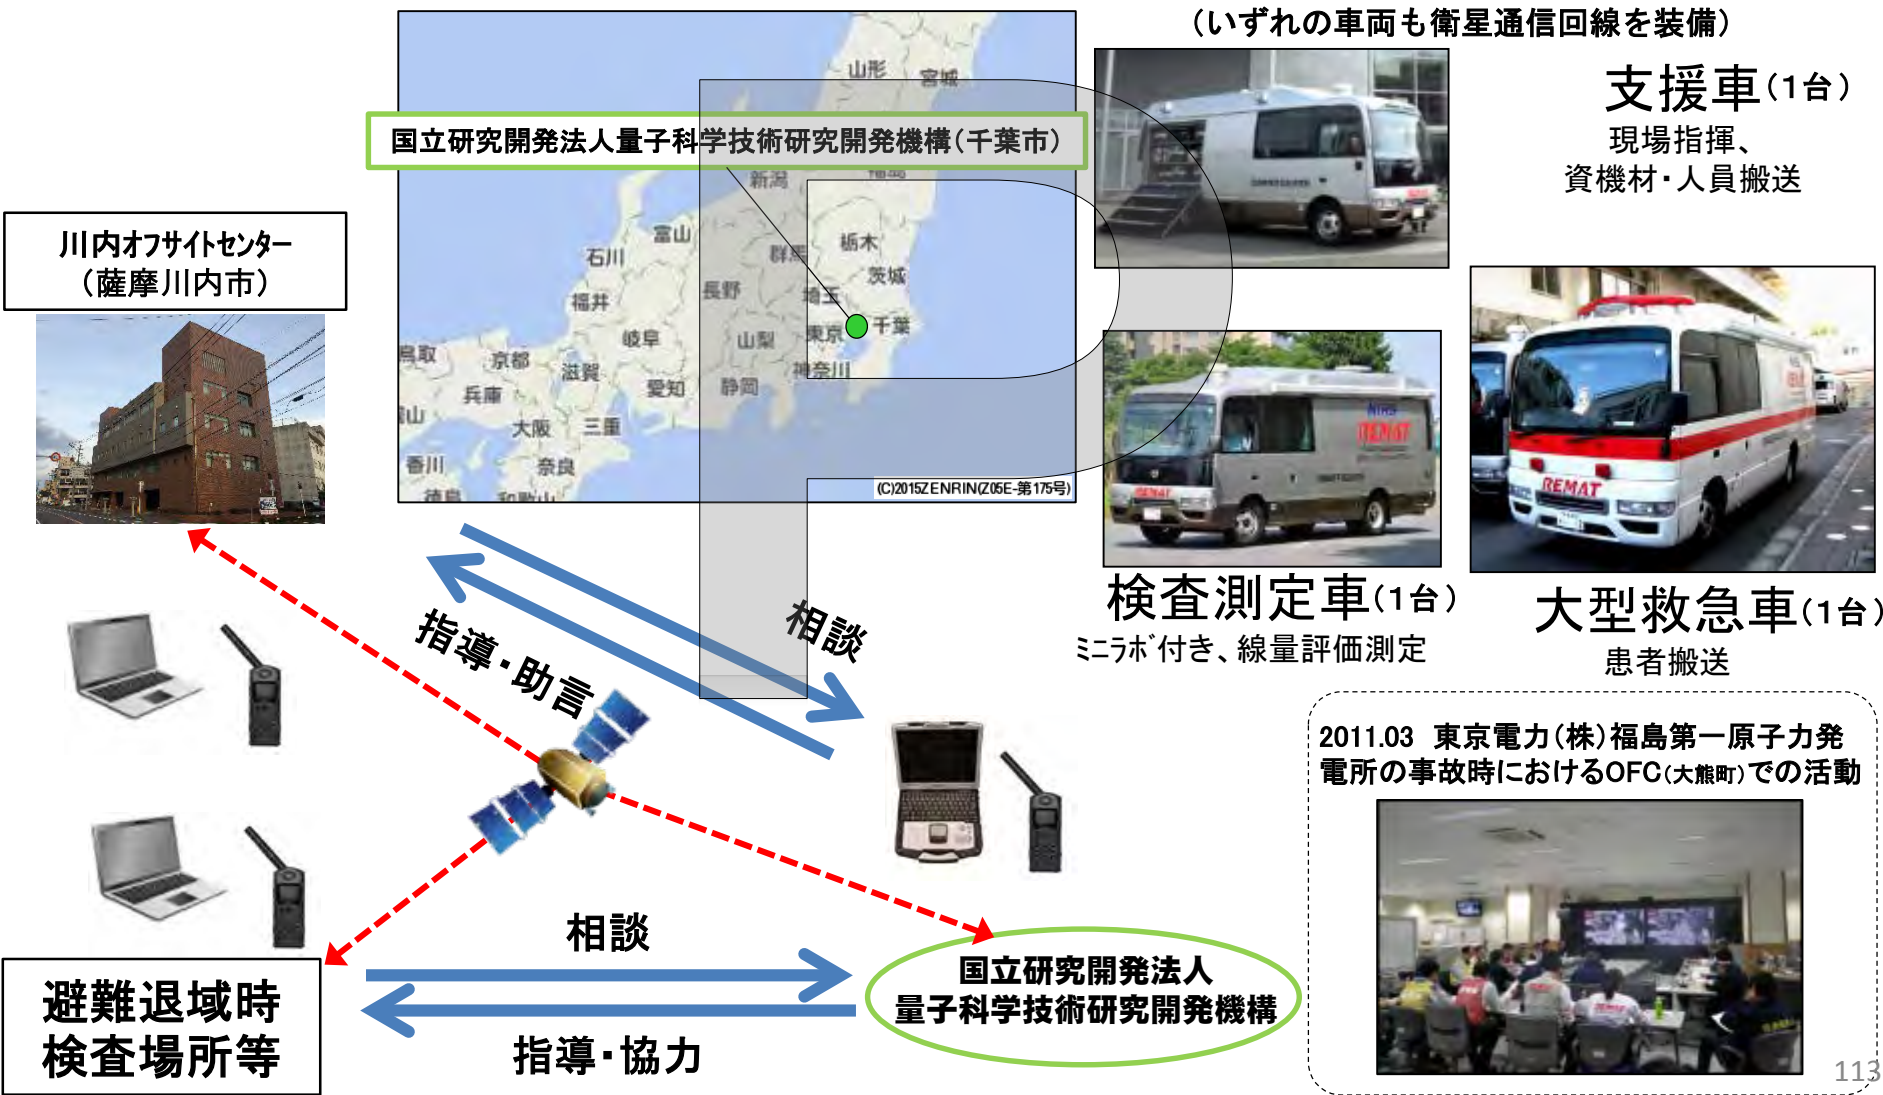 (いずれの車両も衛星通信回線を装備)
支援車(1台)
現場指揮、
資機材・人員搬送
国立研究開発法人量子科学技術研究開発機構(千葉市)
山形
宮城
新潟
福島
富山
石川
群馬
栃木
茨城
福井
長野
埼玉
岐阜
山梨
東京
千葉
鳥取
京都
滋賀
愛知
静岡
神奈川
兵庫
大阪
三重
香川
奈良
徳島
和歌山
(C)2015ZENRIN(Z05E-第175号)
川内オフサイトセンター
(薩摩川内市)
NIRS
REMAT
REMAT
REMAT
検査測定車(1台)
ミニラボ付き、線量評価測定
大型救急車(1台)
患者搬送
相談
指導・助言
2011.03 東京電力(株)福島第一原子力発
電所の事故時におけるOFC(大熊町)での活動
REMAT
相談
指導・協力
避難退域時
検査場所等
国立研究開発法人
量子科学技術研究開発機構
113